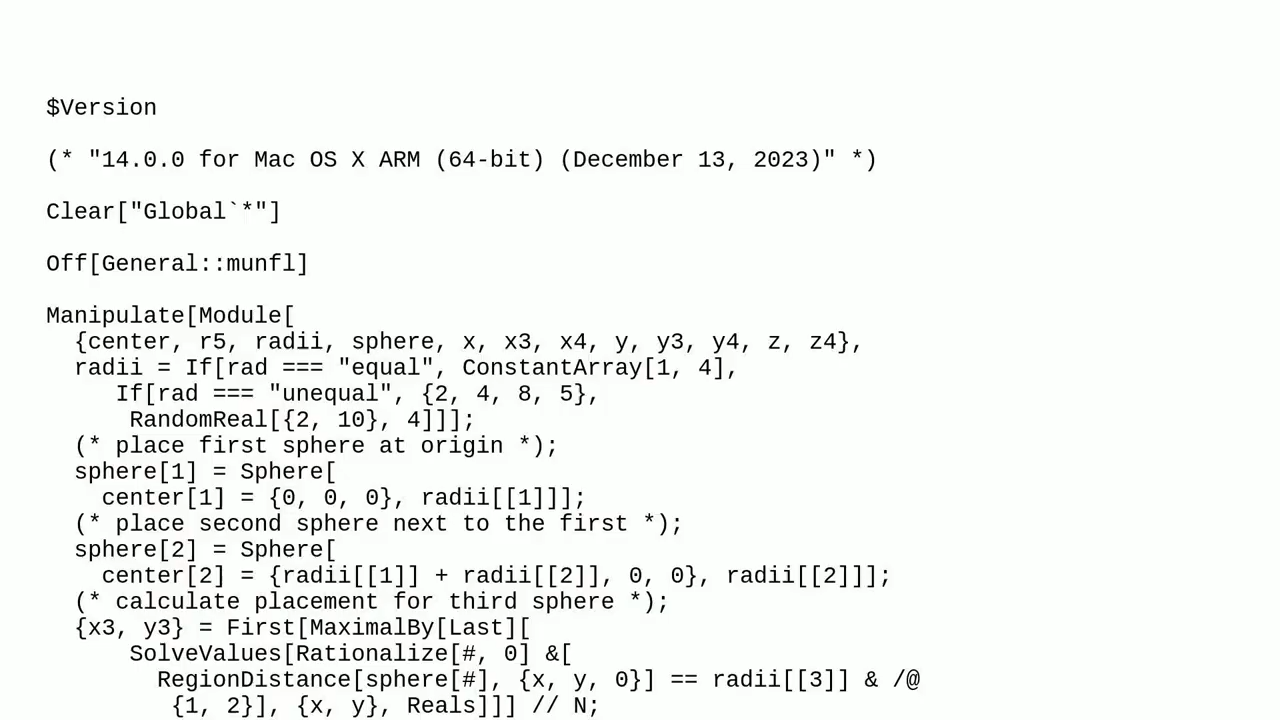 $Version
(* "14.0.0 for Mac OS X ARM (64-bit) (December 13, 2023)" *)
Clear["Global`*"]
Off[General::munfl]
Manipulate[Module[
{center, r5, radii, sphere, x, x3, x4, y, y3, y4, z, z4},
radii = If[rad === "equal", ConstantArray[1, 4],
If[rad === "unequal", {2, 4, 8, 5},
RandomReal[{2, 10}, 4]]];
(* place first sphere at origin *);
sphere[1] = Sphere[
center[1] = {0, 0, 0}, radii[[1]]];
(* place second sphere next to the first *);
sphere[2] = Sphere[
center[2] = {radii[[1]] + radii[[2]], 0, 0}, radii[[2]]];
(* calculate placement for third sphere *);
{x3, y3} = First[MaximalBy[Last][
SolveValues[Rationalize[#, 0] &[
RegionDistance[sphere[#], {x, y, 0}] == radii[[3]] & /@
{1, 2}], {x, y}, Reals]]] // N;